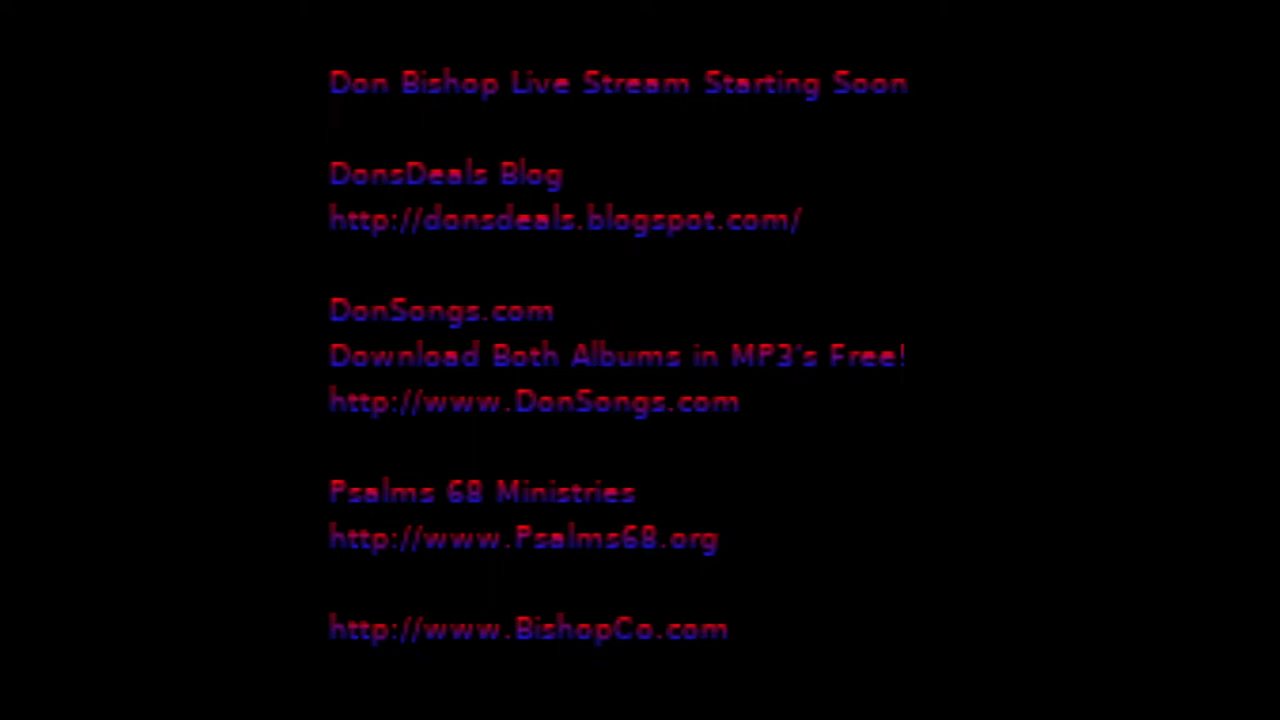 Don Bishop Live Stream Starting Soon
DonsDeals Blog
http://donsdeals.blogspot.com/
DonSongs.com
Download Both Albums in MP3's Free!
http://www.DonSongs.com
Psalms 68 Ministries
http://www.Psalms68.org
http://www.BishopCo.com